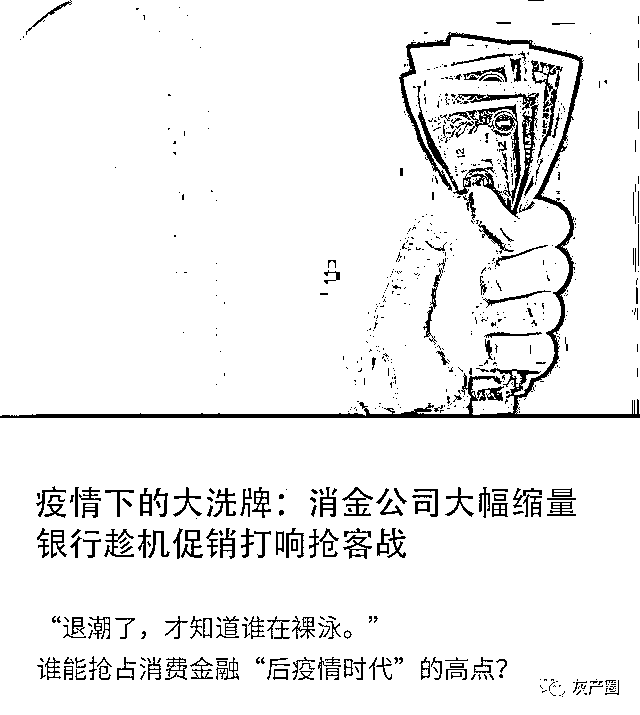 疫情下的大洗牌：消金公司大幅缩量
银行趁机促销打响抢客战
“退潮了，才知道谁在裸泳。”
谁能抢占消费金融“后疫情时代”的高点？
灰产圈